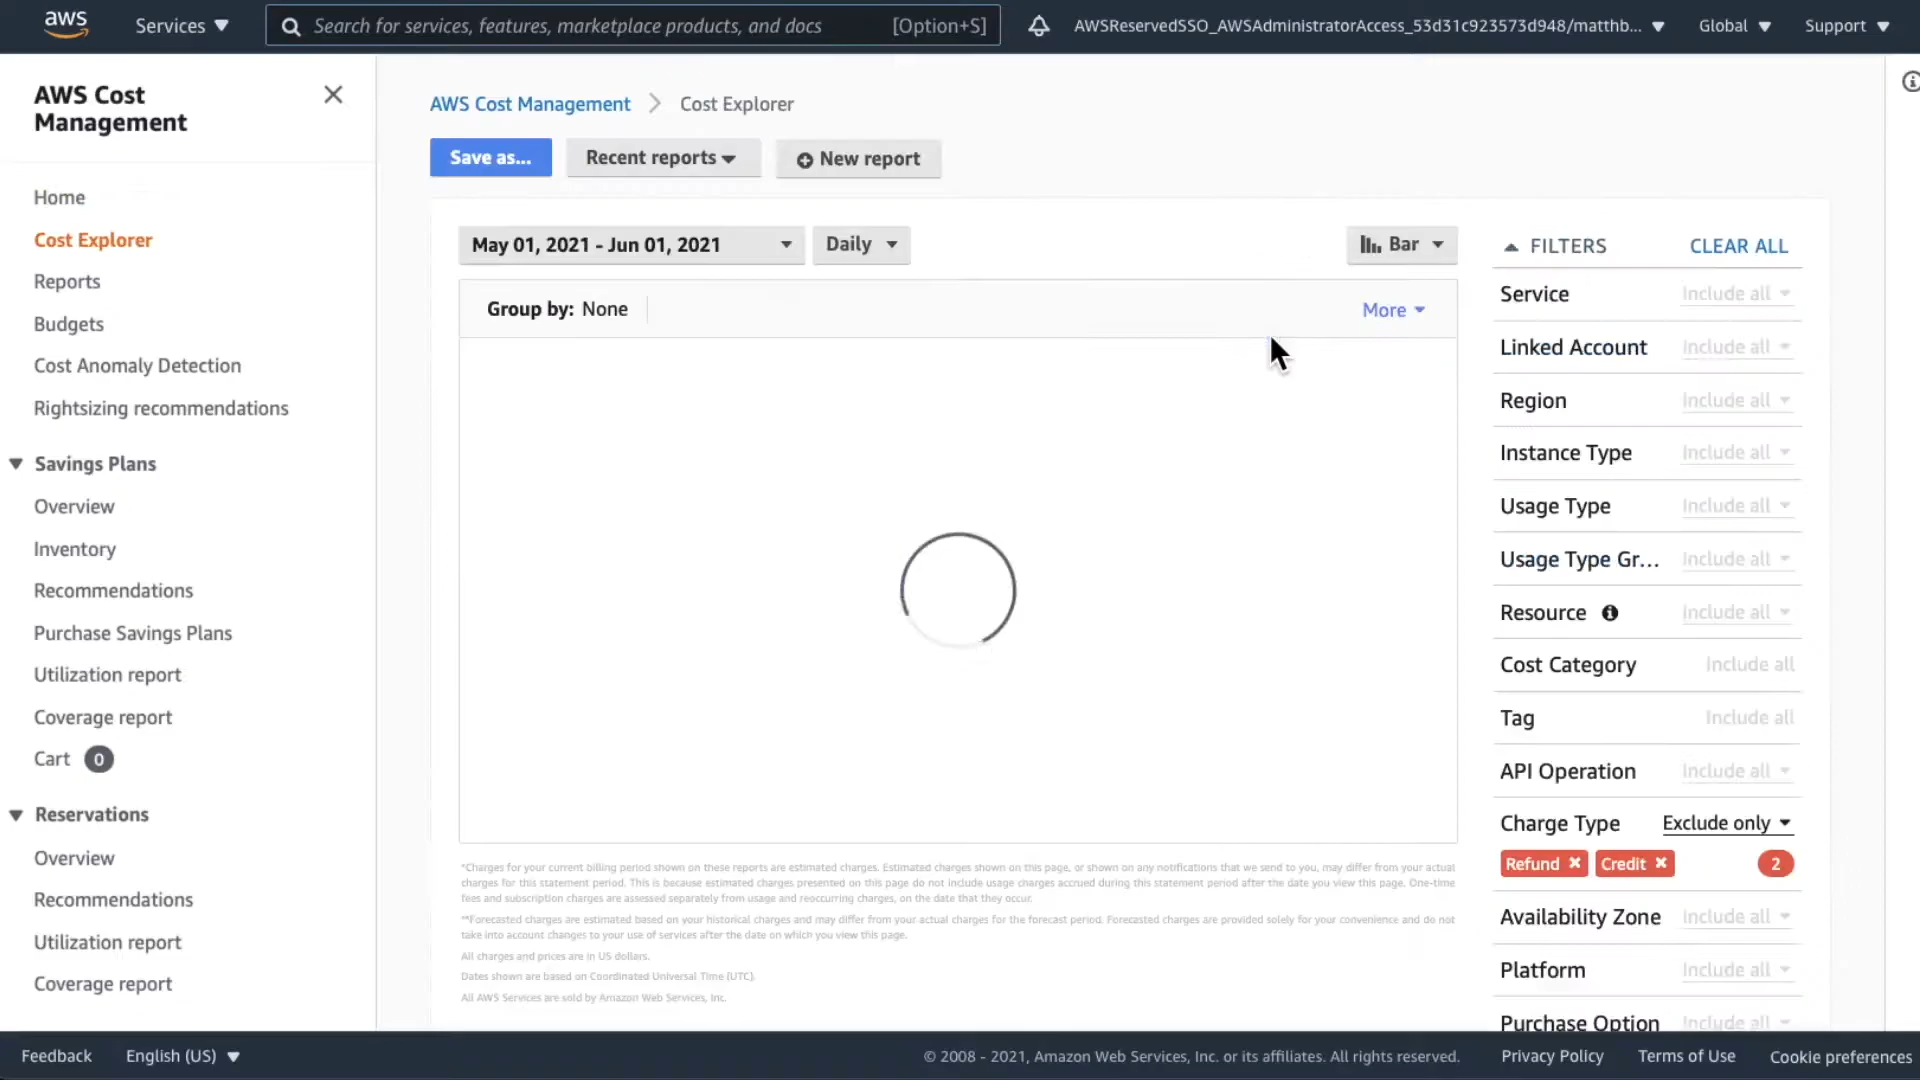 aws
Services
Search for services, features, marketplace products, and docs
[Option+S]
AWSReservedSSO_AWSAdministratorAccess_53d31c923573d948/matthb...
Global
Support
AWS Cost
Management
Home
Cost Explorer
Reports
Budgets
Cost Anomaly Detection
Rightsizing recommendations
Savings Plans
Overview
Inventory
Recommendations
Purchase Savings Plans
Utilization report
Coverage report
Cart 0
Reservations
Overview
Recommendations
Utilization report
Coverage report
AWS Cost Management > Cost Explorer
Save as...
Recent reports
New report
May 01, 2021 - Jun 01, 2021
Daily
Bar
Group by: None
More
*Charges for your current billing period shown on these reports are estimated charges. Estimated charges shown on this page, or shown on any notifications that we send to you, may differ from your actual
charges for this statement period. This is because estimated charges presented on this page do not include usage charges accrued during this statement period after the date you view this page. One-time
fees and subscription charges are assessed separately from usage and reoccurring charges, on the date that they occur.
**Forecasted charges are estimated based on your historical charges and may differ from your actual charges for the forecast period. Forecasted charges are provided solely for your convenience and do not
take into account changes to your use of services after the date on which you view this page.
All charges and prices are in US dollars.
Dates shown are based on Coordinated Universal Time (UTC).
All AWS Services are sold by Amazon Web Services, Inc.
FILTERS
CLEAR ALL
Service Include all
Linked Account Include all
Region Include all
Instance Type Include all
Usage Type Include all
Usage Type Gr... Include all
Resource Include all
Cost Category Include all
Tag Include all
API Operation Include all
Charge Type Exclude only
Refund Credit 2
Availability Zone Include all
Platform Include all
Purchase Option Include all
Feedback
English (US)
© 2008 - 2021, Amazon Web Services, Inc. or its affiliates. All rights reserved.
Privacy Policy
Terms of Use
Cookie preferences